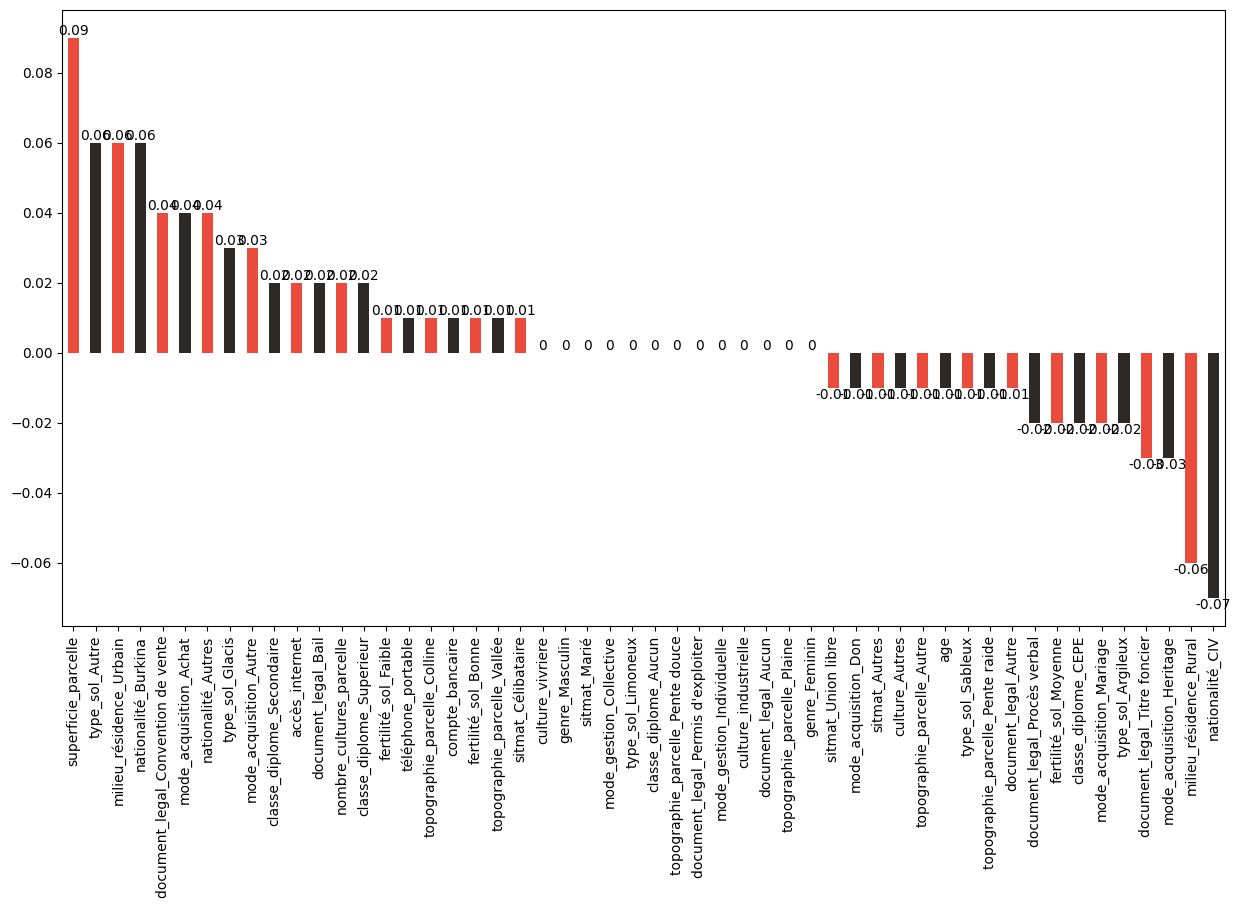 0.09
0.08
0.06 0.06 0.06
0.06
0.04 0.04 0.04
0.04
0.03 0.03
0.02 0.02 0.02 0.02 0.02
0.02
0.01 0.01 0.01 0.01 0.01 0.01 0.01
0 0 0 0 0 0 0 0 0 0 0 0 0
0.00
-0.01 -0.01 -0.01 -0.01 -0.01 -0.01 -0.01 -0.01 -0.01
−0.02
-0.02 -0.02 -0.02 -0.02 -0.02
-0.03 -0.03
−0.04
−0.06
-0.06
-0.07
superficie_parcelle
type_sol_Autre
milieu_résidence_Urbain
nationalité_Burkina
document_legal_Convention de vente
mode_acquisition_Achat
nationalité_Autres
type_sol_Glacis
mode_acquisition_Autre
classe_diplome_Secondaire
accès_internet
document_legal_Bail
nombre_cultures_parcelle
classe_diplome_Superieur
fertilité_sol_Faible
téléphone_portable
topographie_parcelle_Colline
compte_bancaire
fertilité_sol_Bonne
topographie_parcelle_Vallée
sitmat_Célibataire
culture_vivriere
genre_Masculin
sitmat_Marié
mode_gestion_Collective
type_sol_Limoneux
classe_diplome_Aucun
topographie_parcelle_Pente douce
document_legal_Permis d'exploiter
mode_gestion_Individuelle
culture_industrielle
document_legal_Aucun
topographie_parcelle_Plaine
genre_Feminin
sitmat_Union libre
mode_acquisition_Don
sitmat_Autres
culture_Autres
topographie_parcelle_Autre
age
type_sol_Sableux
topographie_parcelle_Pente raide
document_legal_Autre
document_legal_Procès verbal
fertilité_sol_Moyenne
classe_diplome_CEPE
mode_acquisition_Mariage
type_sol_Argileux
document_legal_Titre foncier
mode_acquisition_Heritage
milieu_résidence_Rural
nationalité_CIV